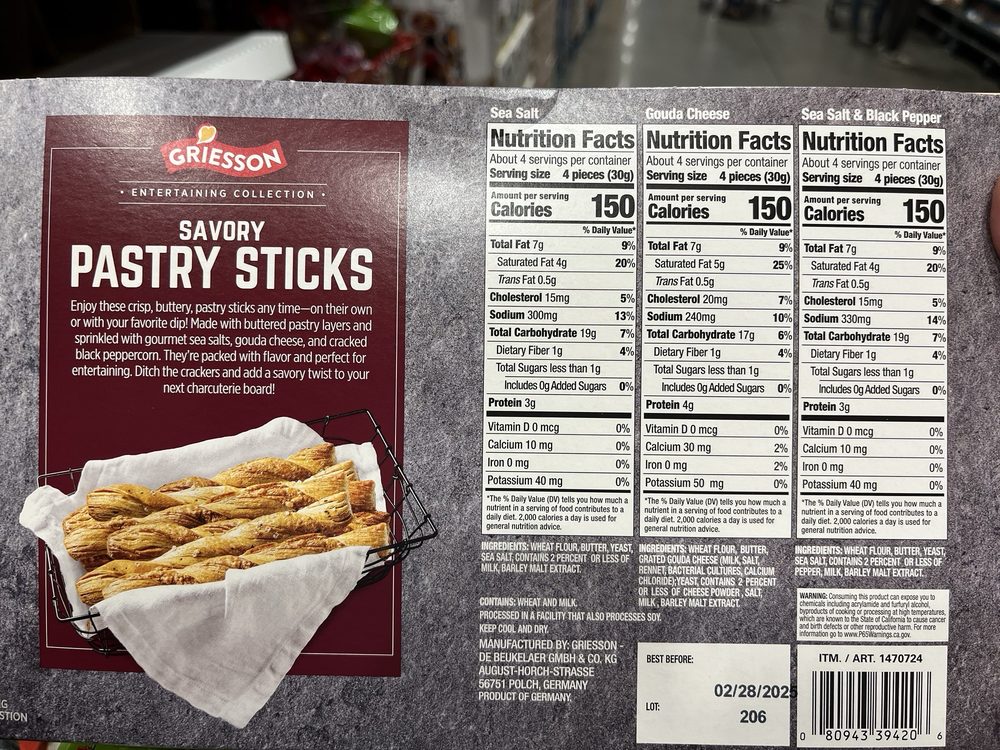 GRIESSON
• ENTERTAINING COLLECTION •
SAVORY
PASTRY STICKS
Enjoy these crisp, buttery, pastry sticks any time—on their own
or with your favorite dip! Made with buttered pastry layers and
sprinkled with gourmet sea salts, gouda cheese, and cracked
black peppercorn. They're packed with flavor and perfect for
entertaining. Ditch the crackers and add a savory twist to your
next charcuterie board!
Sea Salt
Nutrition Facts
About 4 servings per container
Serving size 4 pieces (30g)
Amount per serving
Calories 150
% Daily Value*
Total Fat 7g 9%
Saturated Fat 4g 20%
Trans Fat 0.5g
Cholesterol 15mg 5%
Sodium 300mg 13%
Total Carbohydrate 19g 7%
Dietary Fiber 1g 4%
Total Sugars less than 1g
Includes 0g Added Sugars 0%
Protein 3g
Vitamin D 0 mcg 0%
Calcium 10 mg 0%
Iron 0 mg 0%
Potassium 40 mg 0%
*The % Daily Value (DV) tells you how much a
nutrient in a serving of food contributes to a
daily diet. 2,000 calories a day is used for
general nutrition advice.
INGREDIENTS: WHEAT FLOUR, BUTTER, YEAST,
SEA SALT, CONTAINS 2 PERCENT OR LESS OF
MILK, BARLEY MALT EXTRACT.
Gouda Cheese
Nutrition Facts
About 4 servings per container
Serving size 4 pieces (30g)
Amount per serving
Calories 150
% Daily Value*
Total Fat 7g 9%
Saturated Fat 5g 25%
Trans Fat 0.5g
Cholesterol 20mg 7%
Sodium 240mg 10%
Total Carbohydrate 17g 6%
Dietary Fiber 1g 4%
Total Sugars less than 1g
Includes 0g Added Sugars 0%
Protein 4g
Vitamin D 0 mcg 0%
Calcium 30 mg 2%
Iron 0 mg 2%
Potassium 50 mg 0%
*The % Daily Value (DV) tells you how much a
nutrient in a serving of food contributes to a
daily diet. 2,000 calories a day is used for
general nutrition advice.
INGREDIENTS: WHEAT FLOUR, BUTTER,
GRATED GOUDA CHEESE (MILK, SALT,
RENNET, BACTERIAL CULTURES, CALCIUM
CHLORIDE);YEAST, CONTAINS 2 PERCENT
OR LESS OF CHEESE POWDER, SALT,
MILK, BARLEY MALT EXTRACT.
Sea Salt & Black Pepper
Nutrition Facts
About 4 servings per container
Serving size 4 pieces (30g)
Amount per serving
Calories 150
% Daily Value*
Total Fat 7g 9%
Saturated Fat 4g 20%
Trans Fat 0.5g
Cholesterol 15mg 5%
Sodium 330mg 14%
Total Carbohydrate 19g 7%
Dietary Fiber 1g 4%
Total Sugars less than 1g
Includes 0g Added Sugars 0%
Protein 3g
Vitamin D 0 mcg 0%
Calcium 10 mg 0%
Iron 0 mg 0%
Potassium 40 mg 0%
*The % Daily Value (DV) tells you how much a
nutrient in a serving of food contributes to a
daily diet. 2,000 calories a day is used for
general nutrition advice.
INGREDIENTS: WHEAT FLOUR, BUTTER, YEAST,
SEA SALT, CONTAINS 2 PERCENT OR LESS OF
PEPPER, MILK, BARLEY MALT EXTRACT.
WARNING: Consuming this product can expose you to
chemicals including acrylamide and furfuryl alcohol,
byproducts of cooking or processing at high temperatures,
which are known to the State of California to cause cancer
and birth defects or other reproductive harm. For more
information go to www.P65Warnings.ca.gov.
CONTAINS: WHEAT AND MILK.
PROCESSED IN A FACILITY THAT ALSO PROCESSES SOY.
KEEP COOL AND DRY.
MANUFACTURED BY: GRIESSON -
DE BEUKELAER GMBH & CO. KG
AUGUST-HORCH-STRASSE
56751 POLCH, GERMANY
PRODUCT OF GERMANY.
BEST BEFORE:
02/28/2025
LOT:
206
ITM. / ART. 1470724
0 80943 39420 6
G
STION